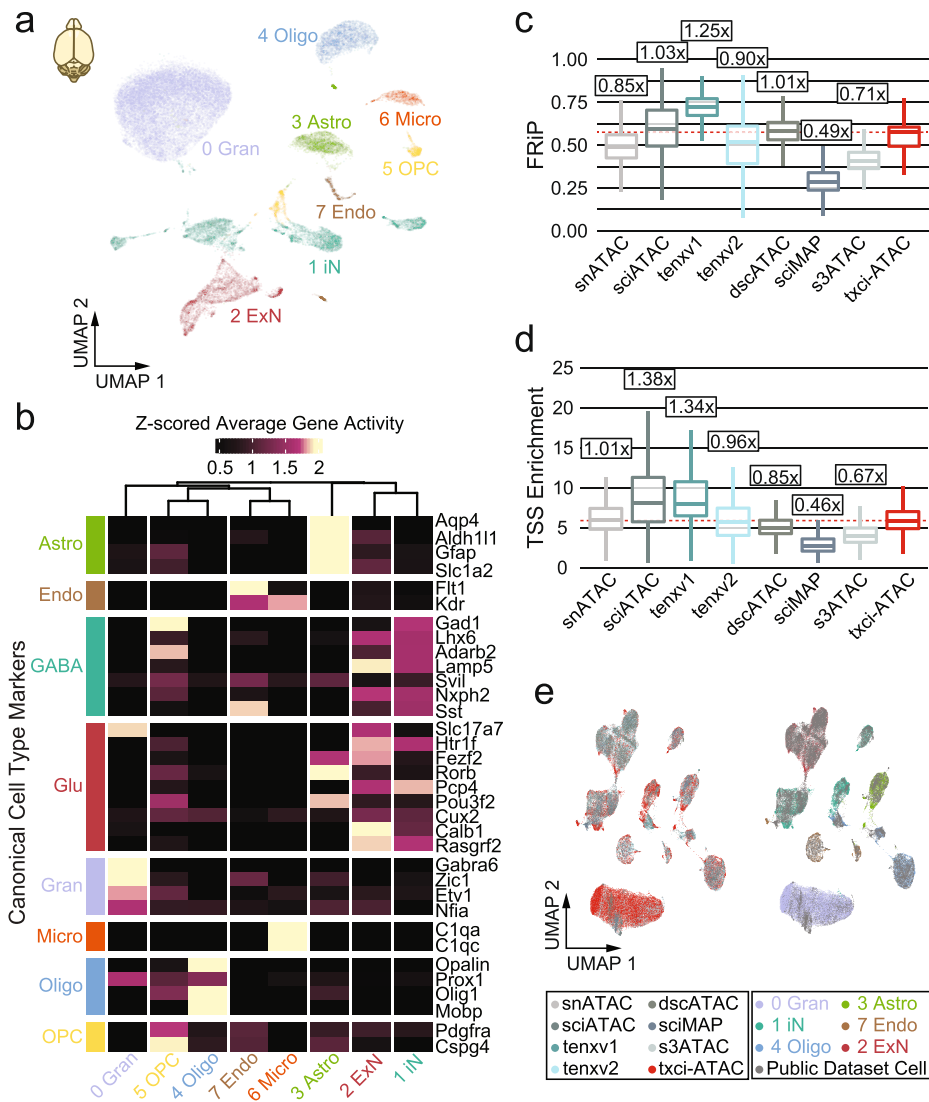 a
4 Oligo
6 Micro
3 Astro
0 Gran
5 OPC
7 Endo
1 iN
2 ExN
UMAP 2
UMAP 1
b
Z-scored Average Gene Activity
0.5 1 1.5 2
Canonical Cell Type Markers
Astro
Aqp4
Aldh1l1
Gfap
Slc1a2
Endo
Flt1
Kdr
GABA
Gad1
Lhx6
Adarb2
Lamp5
Svil
Nxph2
Sst
Glu
Slc17a7
Htr1f
Fezf2
Rorb
Pcp4
Pou3f2
Cux2
Calb1
Rasgrf2
Gran
Gabra6
Zic1
Etv1
Nfia
Micro
C1qa
C1qc
Oligo
Opalin
Prox1
Olig1
Mobp
OPC
Pdgfra
Cspg4
0 Gran
5 OPC
4 Oligo
7 Endo
6 Micro
3 Astro
2 ExN
1 iN
c
FRiP
1.00
0.75
0.50
0.25
0.00
0.85x
1.03x
1.25x
0.90x
1.01x
0.49x
0.71x
snATAC
sciATAC
tenxv1
tenxv2
dscATAC
sciMAP
s3ATAC
txci-ATAC
d
TSS Enrichment
25
20
15
10
5
0
1.01x
1.38x
1.34x
0.96x
0.85x
0.46x
0.67x
snATAC
sciATAC
tenxv1
tenxv2
dscATAC
sciMAP
s3ATAC
txci-ATAC
e
UMAP 2
UMAP 1
snATAC
sciATAC
tenxv1
tenxv2
dscATAC
sciMAP
s3ATAC
txci-ATAC
0 Gran
1 iN
4 Oligo
3 Astro
7 Endo
2 ExN
Public Dataset Cell